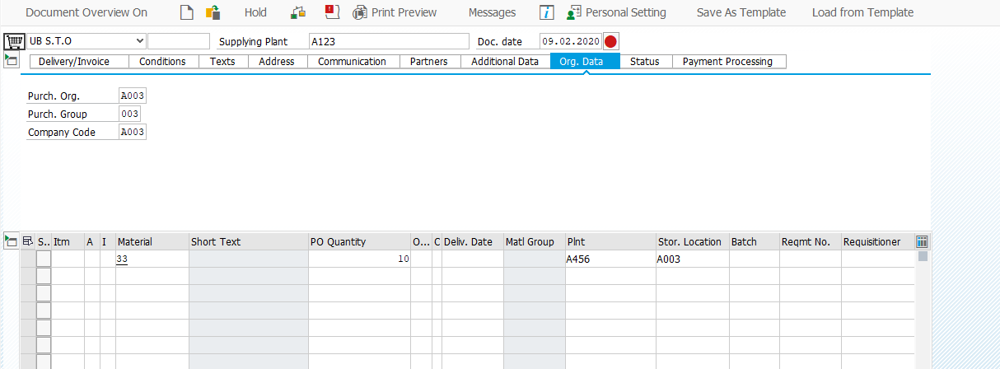 Document Overview On Hold Print Preview Messages Personal Setting Save As Template Load from Template
UB S.T.O Supplying Plant A123 Doc. date 09.02.2020
Delivery/Invoice Conditions Texts Address Communication Partners Additional Data Org. Data Status Payment Processing
Purch. Org. A003
Purch. Group 003
Company Code A003
S.. Itm A I Material Short Text PO Quantity O... C Deliv. Date Matl Group Plnt Stor. Location Batch Reqmt No. Requisitioner
33 10 A456 A003